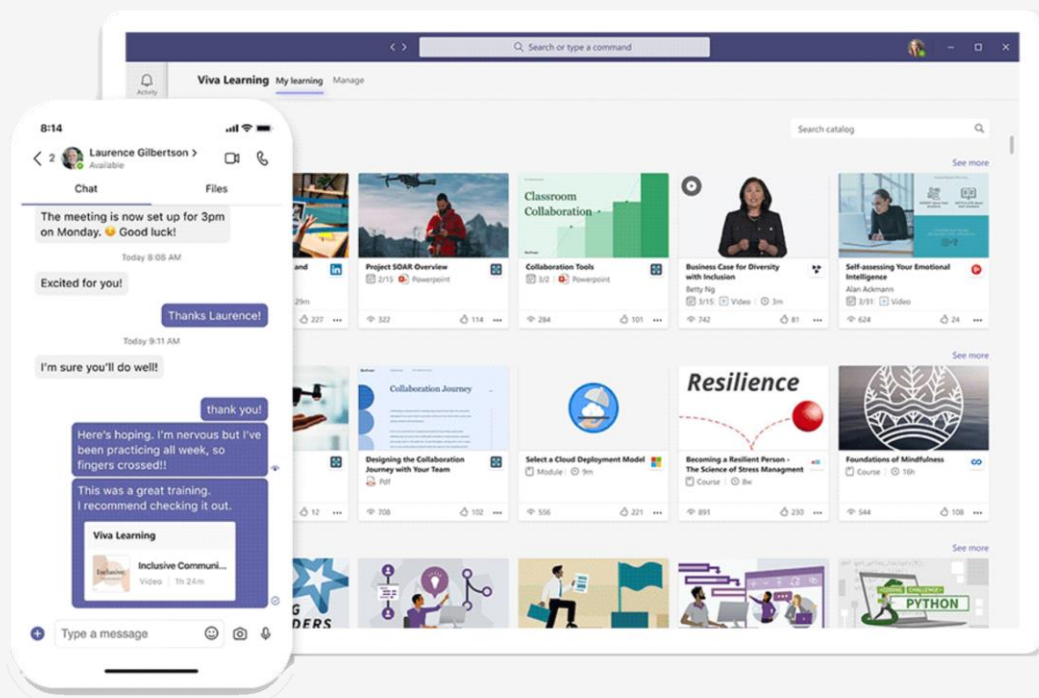 Search or type a command
Activity
Viva Learning My learning Manage
Search catalog
See more
and
29m
227
Project SOAR Overview
2/15 Powerpoint
322 114
Classroom
Collaboration
Collaboration Tools
3/2 Powerpoint
284 101
Business Case for Diversity
with Inclusion
Betty Ng
3/15 Video 3m
742 81
Self-assessing Your Emotional
Intelligence
Alan Ackmann
3/31 Video
624 24
See more
12
Collaboration Journey
Designing the Collaboration
Journey with Your Team
Pdf
708 102
Select a Cloud Deployment Model
Module 9m
556 221
Resilience
Becoming a Resilient Person -
The Science of Stress Managment
Course 8w
891 230
Foundations of Mindfulness
Course 16h
544 108
See more
G
DERS
PYTHON
8:14
2 Laurence Gilbertson >
Available
Chat Files
The meeting is now set up for 3pm
on Monday. 😊 Good luck!
Today 8:08 AM
Excited for you!
Thanks Laurence!
Today 9:11 AM
I'm sure you'll do well!
thank you!
Here's hoping. I'm nervous but I've
been practicing all week, so
fingers crossed!!
This was a great training.
I recommend checking it out.
Viva Learning
Inclusive
Inclusive Communi...
Video 1h 24m
Type a message